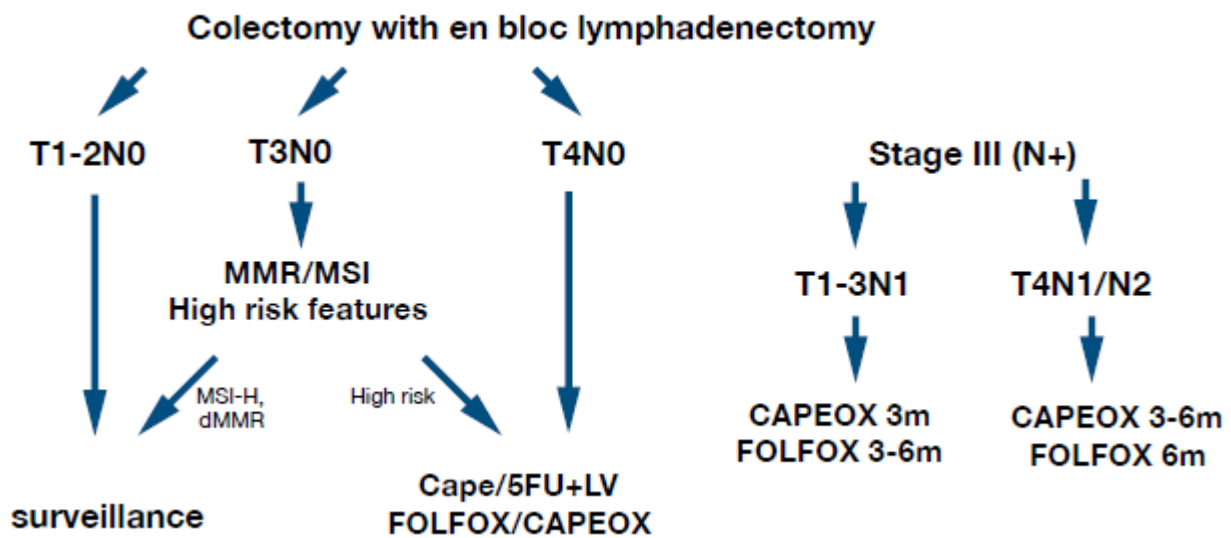 Colectomy with en bloc lymphadenectomy
T1-2N0
T3N0
T4N0
Stage III (N+)
MMR/MSI
High risk features
T1-3N1
T4N1/N2
MSI-H,
dMMR
High risk
CAPEOX 3m
FOLFOX 3-6m
CAPEOX 3-6m
FOLFOX 6m
surveillance
Cape/5FU+LV
FOLFOX/CAPEOX